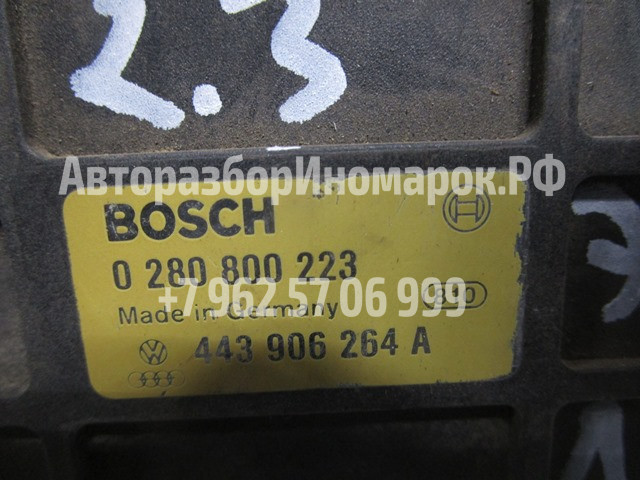 2.3
АвторазборИномарок.РФ
BOSCH
0 280 800 223
+7 962 57 06 999
Made in Germany
810
443 906 264 A